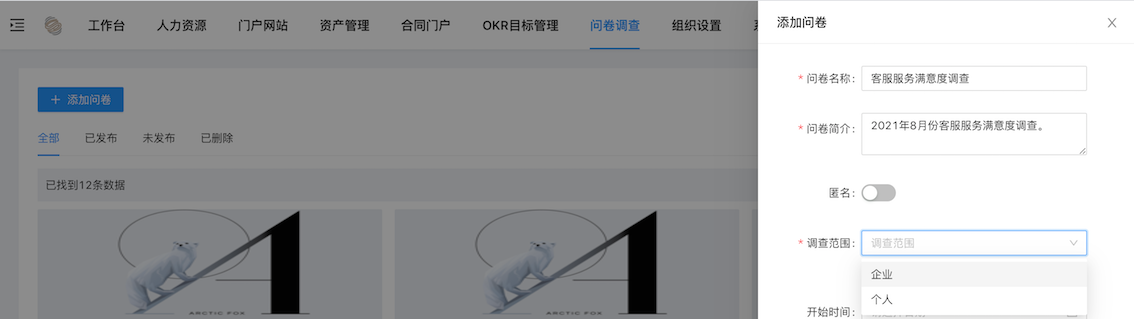 工作台 人力资源 门户网站 资产管理 合同门户 OKR目标管理 问卷调查 组织设置
添加问卷
* 问卷名称： 客服服务满意度调查
+ 添加问卷
* 问卷简介： 2021年8月份客服服务满意度调查。
全部 已发布 未发布 已删除
已找到12条数据
匿名：
* 调查范围： 调查范围
企业
个人
开始时间：
ARCTIC FOX
ARCTIC FOX